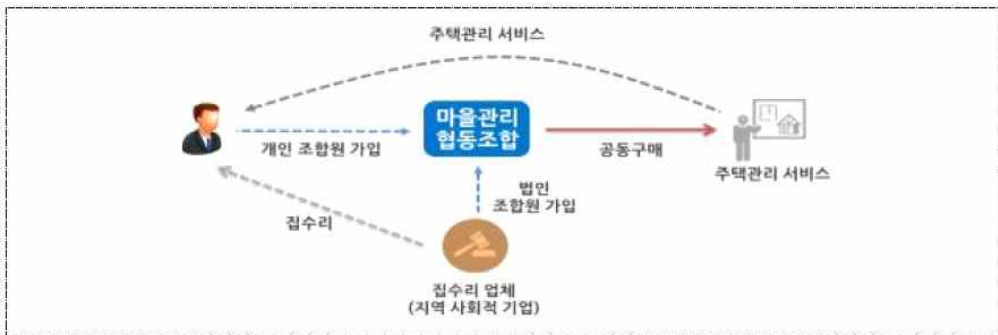 주택관리 서비스
마을관리
협동조합
개인 조합원 가입
공동구매
주택관리 서비스
법인
조합원 가입
집수리
집수리 업체
(지역 사회적 기업)